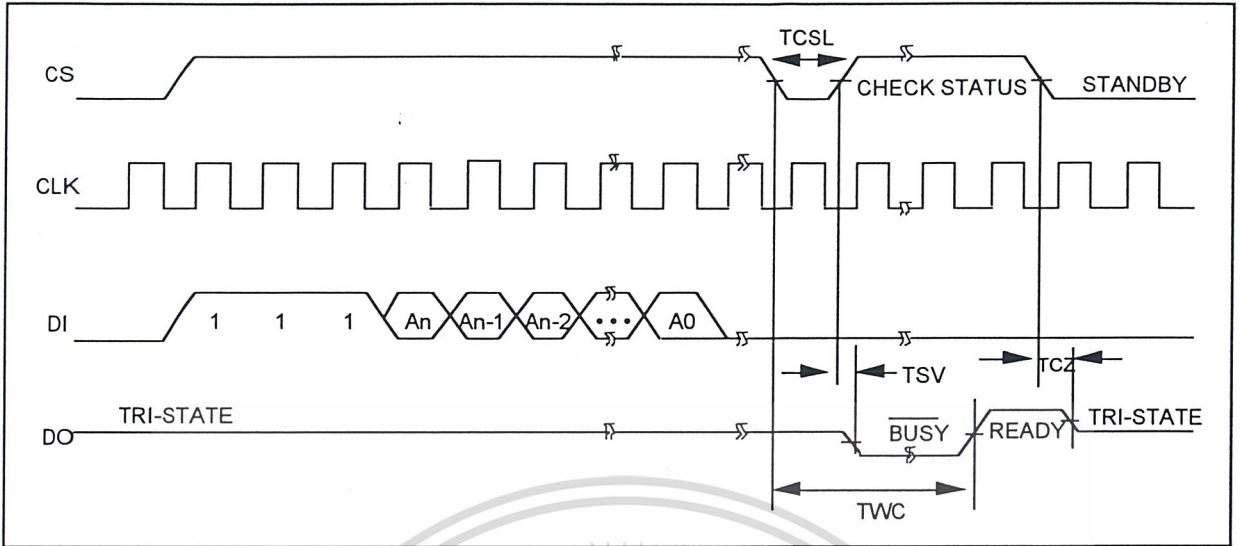 TCSL
CS
CHECK STATUS
STANDBY
CLK
DI
1 1 1 An An-1 An-2 ••• A0
TSV
TCZ
TRI-STATE
DO
BUSY
READY
TRI-STATE
TWC